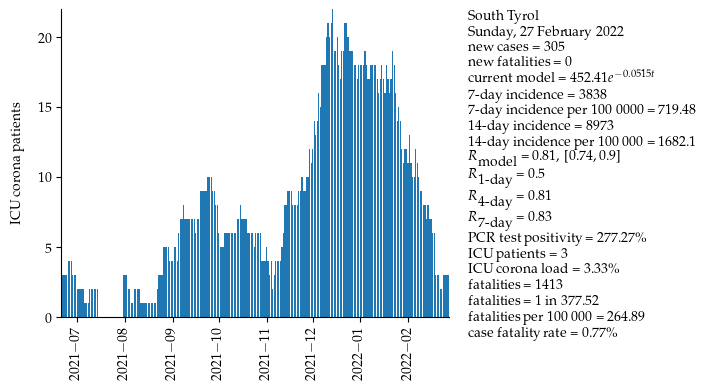 South Tyrol
Sunday, 27 February 2022
new cases = 305
new fatalities = 0
current model = 452.41e^{-0.0515t}
7-day incidence = 3838
7-day incidence per 100 0000 = 719.48
14-day incidence = 8973
14-day incidence per 100 000 = 1682.1
R_model = 0.81, [0.74, 0.9]
R_1-day = 0.5
R_4-day = 0.81
R_7-day = 0.83
PCR test positivity = 277.27%
ICU patients = 3
ICU corona load = 3.33%
fatalities = 1413
fatalities = 1 in 377.52
fatalities per 100 000 = 264.89
case fatality rate = 0.77%
ICU corona patients
20
15
10
5
0
2021−07
2021−08
2021−09
2021−10
2021−11
2021−12
2022−01
2022−02